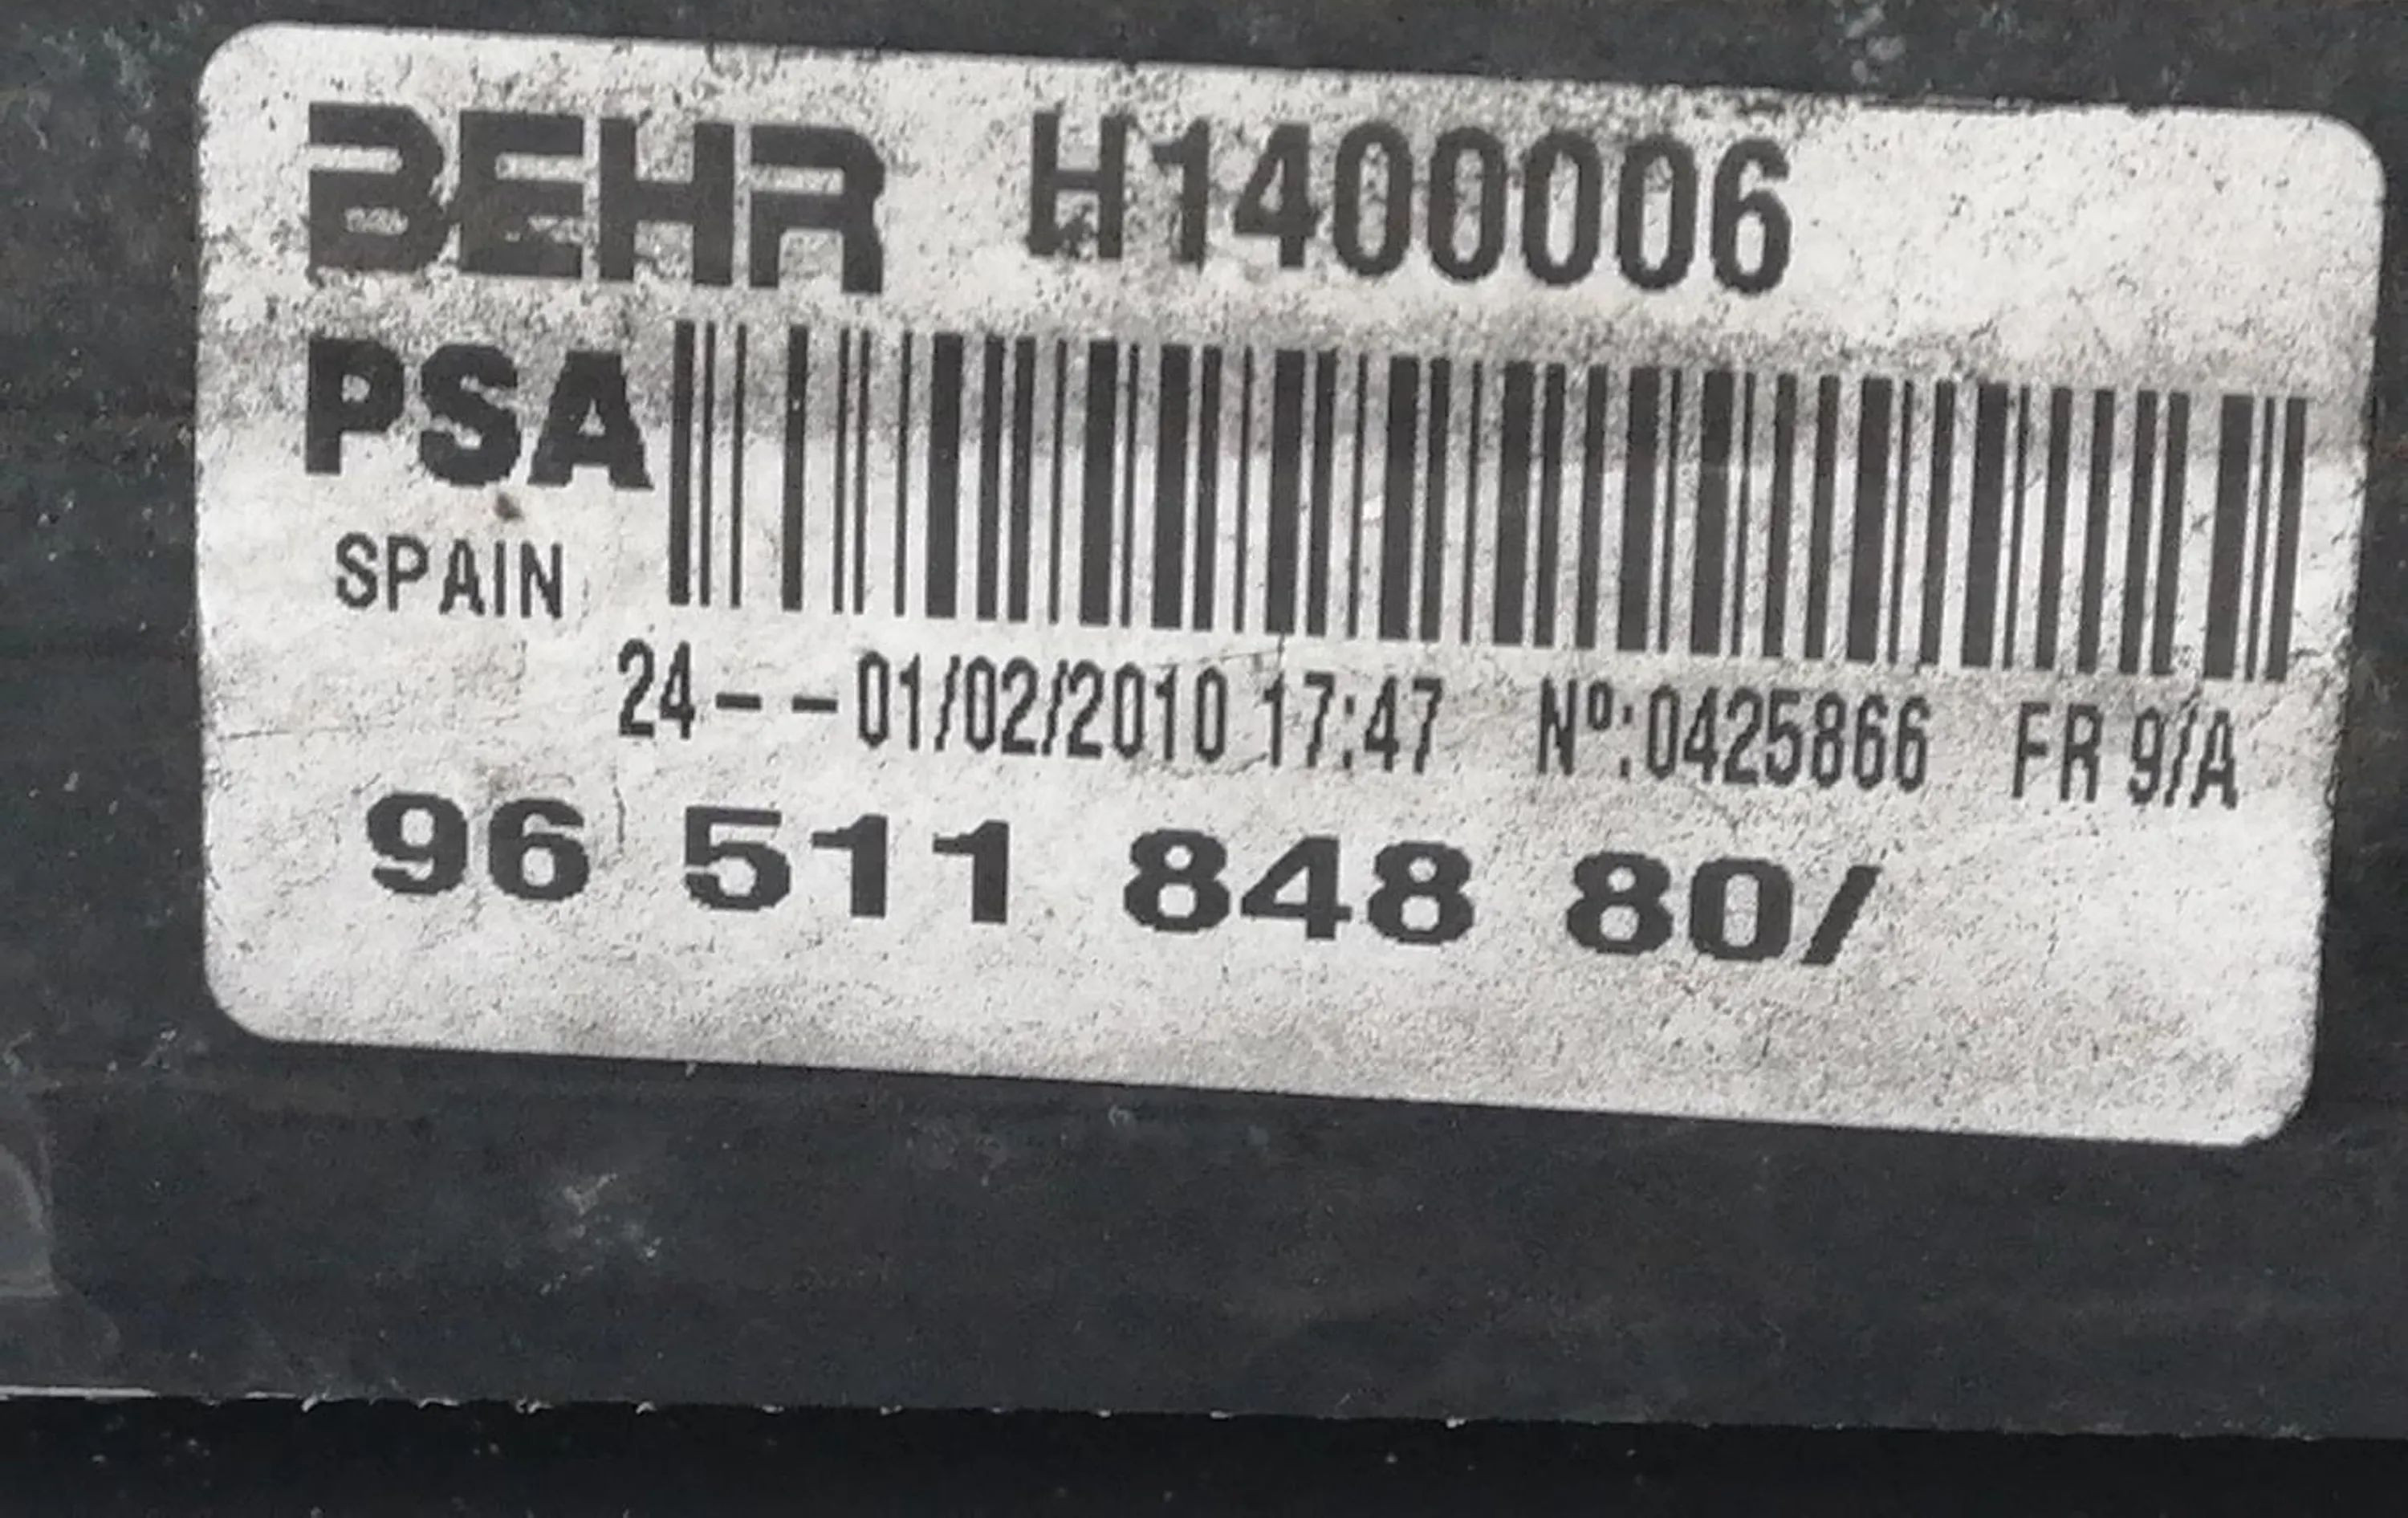 BEHR H1400006
PSA
SPAIN
24- -01/02/2010 17:47 Nº:0425866 FR 9/A
96 511 848 80/